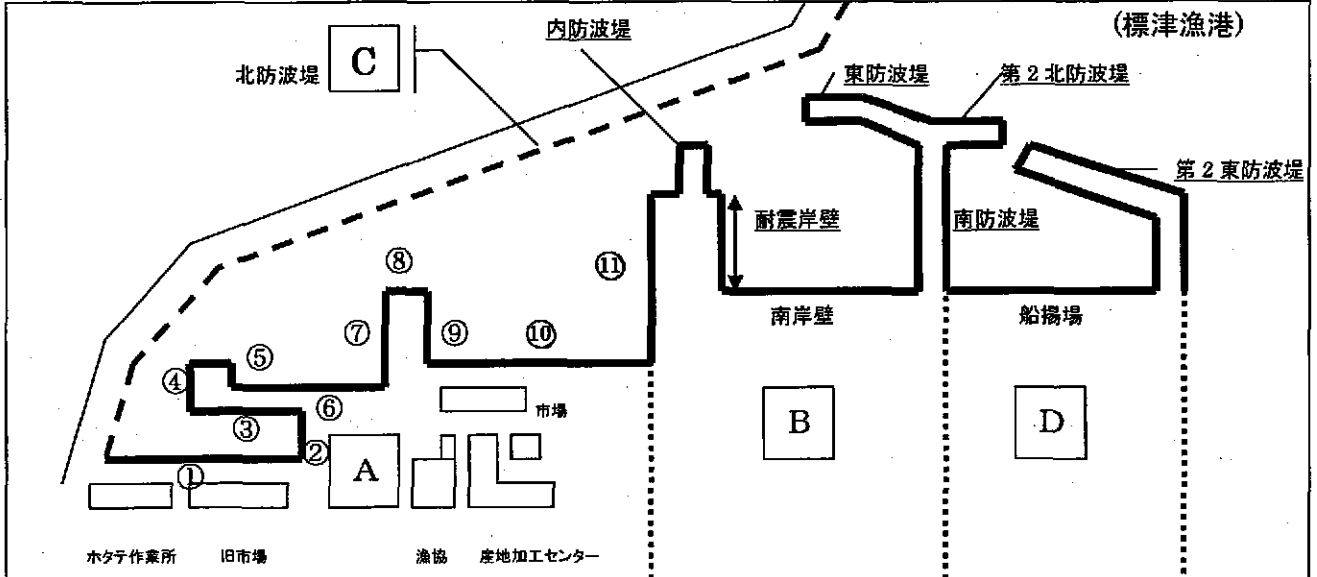 (標津漁港)
内防波堤
北防波堤
C
東防波堤
第2北防波堤
第2東防波堤
耐震岸壁
南防波堤
⑧
⑪
南岸壁
船揚場
⑦
⑨
⑩
⑤
④
⑥
市場
③
B
D
②
A
①
ホタテ作業所
旧市場
漁協
産地加工センター